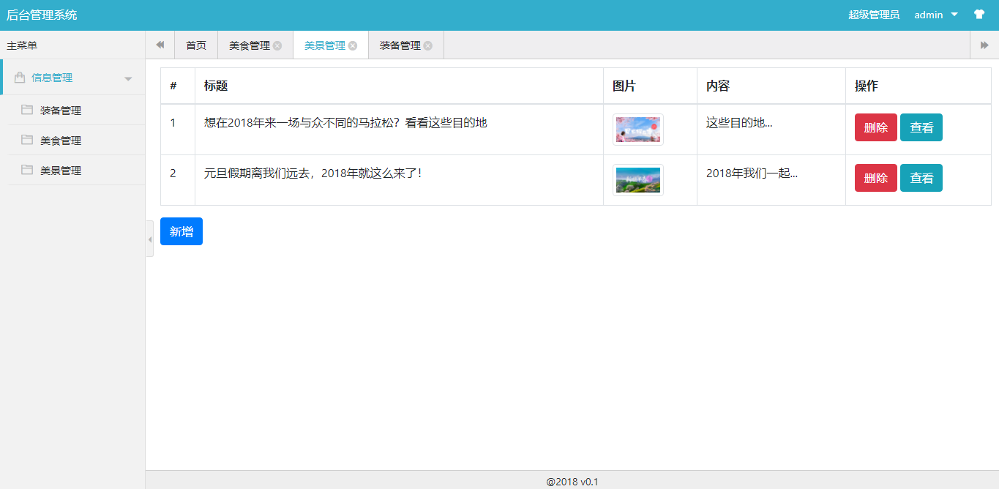 后台管理系统
超级管理员 admin
主菜单
首页 美食管理 美景管理 装备管理
信息管理
装备管理
美食管理
美景管理
# 标题 图片 内容 操作
1 想在2018年来一场与众不同的马拉松？看看这些目的地 这些目的地... 删除 查看
2 元旦假期离我们远去，2018年就这么来了！ 2018年我们一起... 删除 查看
新增
@2018 v0.1